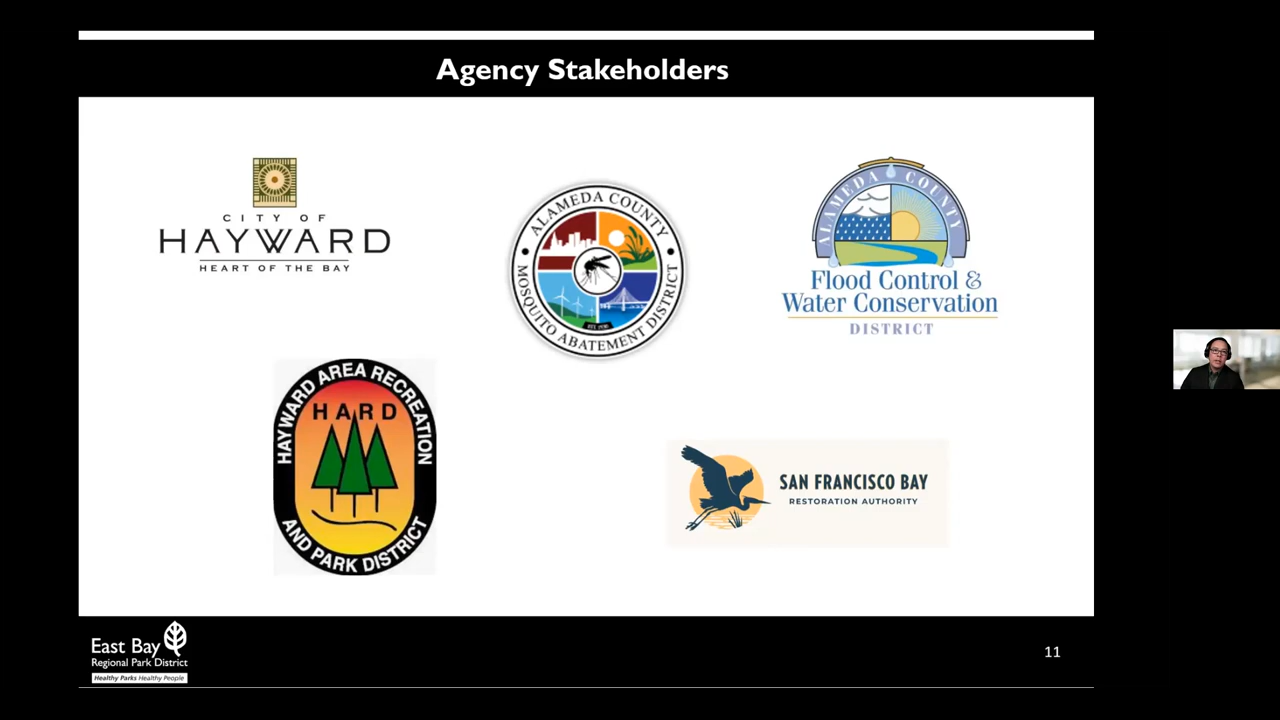 Agency Stakeholders
CITY OF
HAYWARD
HEART OF THE BAY
ALAMEDA COUNTY
MOSQUITO ABATEMENT DISTRICT
EST. 1930
ALAMEDA COUNTY
Flood Control &
Water Conservation
DISTRICT
HAYWARD AREA RECREATION
HARD
AND PARK DISTRICT
SAN FRANCISCO BAY
RESTORATION AUTHORITY
East Bay
Regional Park District
Healthy Parks Healthy People
11